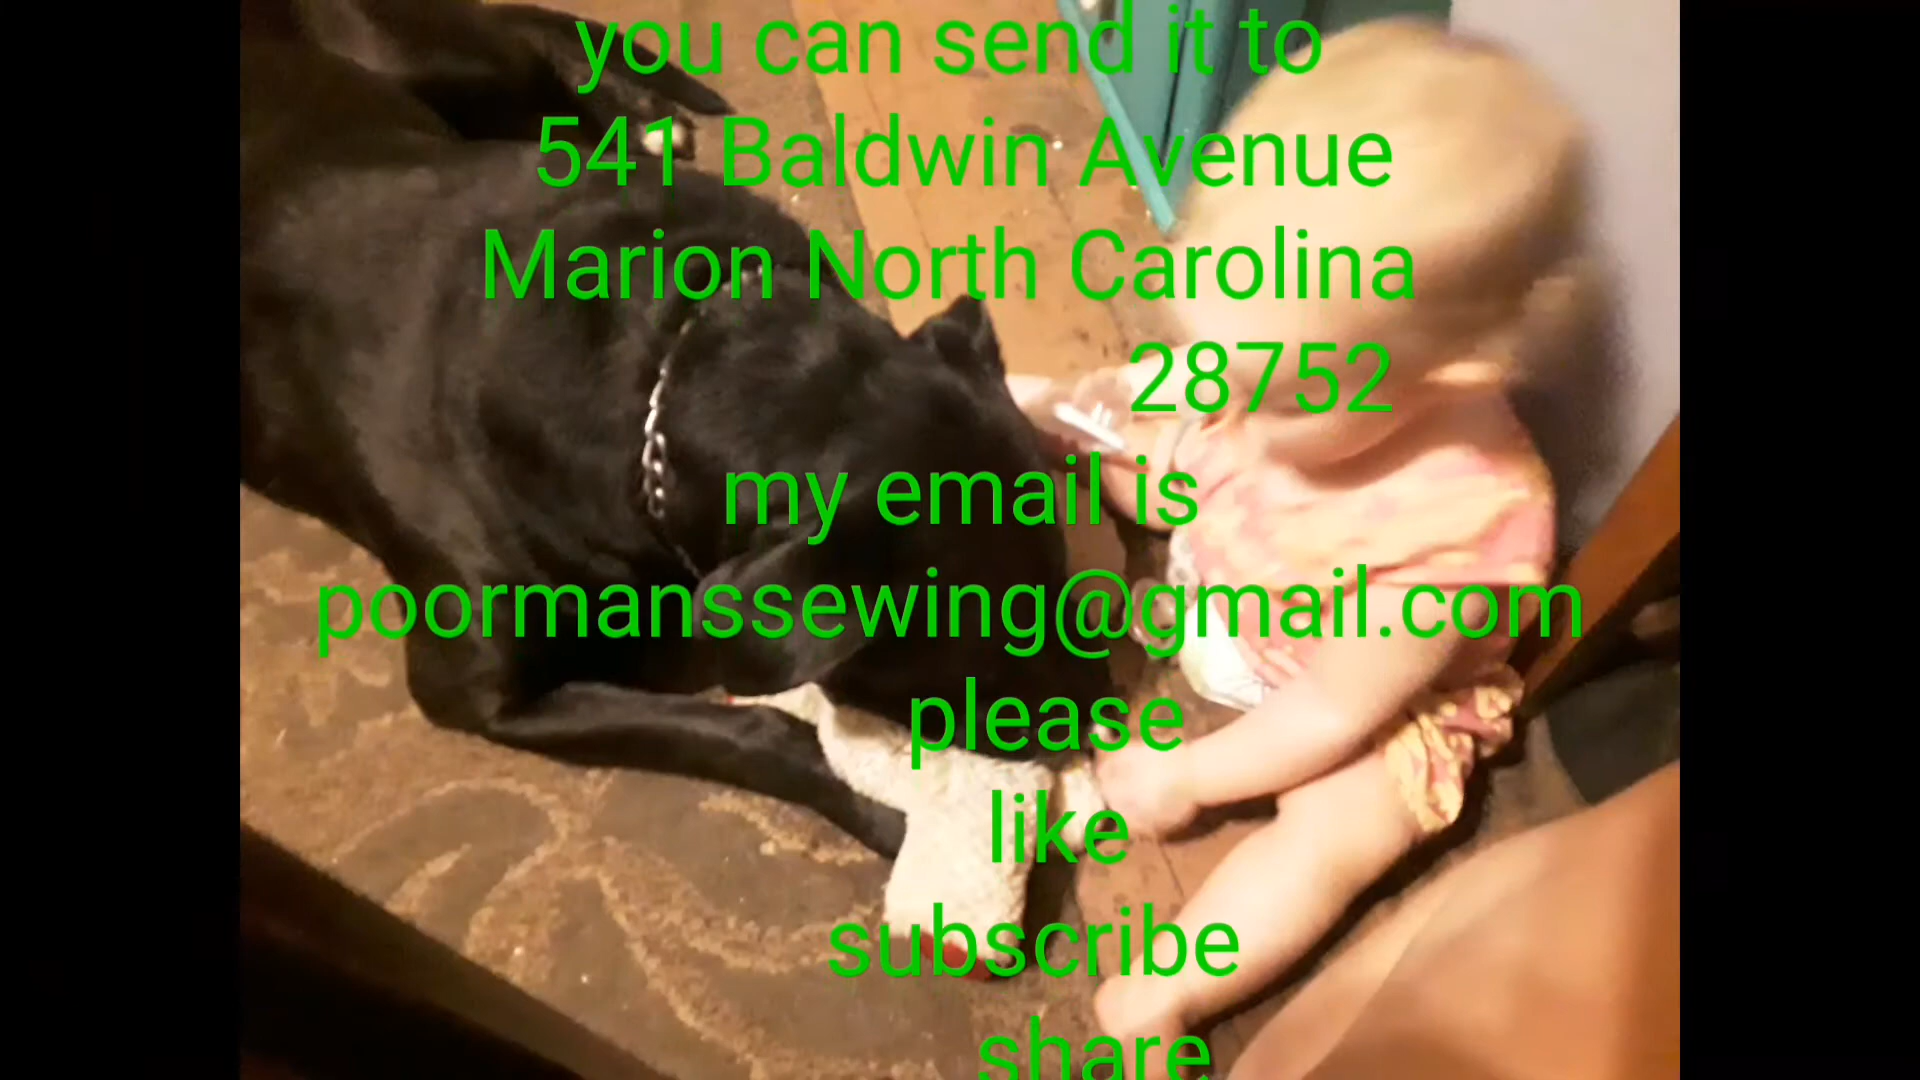 you can send it to
541 Baldwin Avenue
Marion North Carolina
28752
my email is
poormanssewing@gmail.com
please
like
subscribe
share